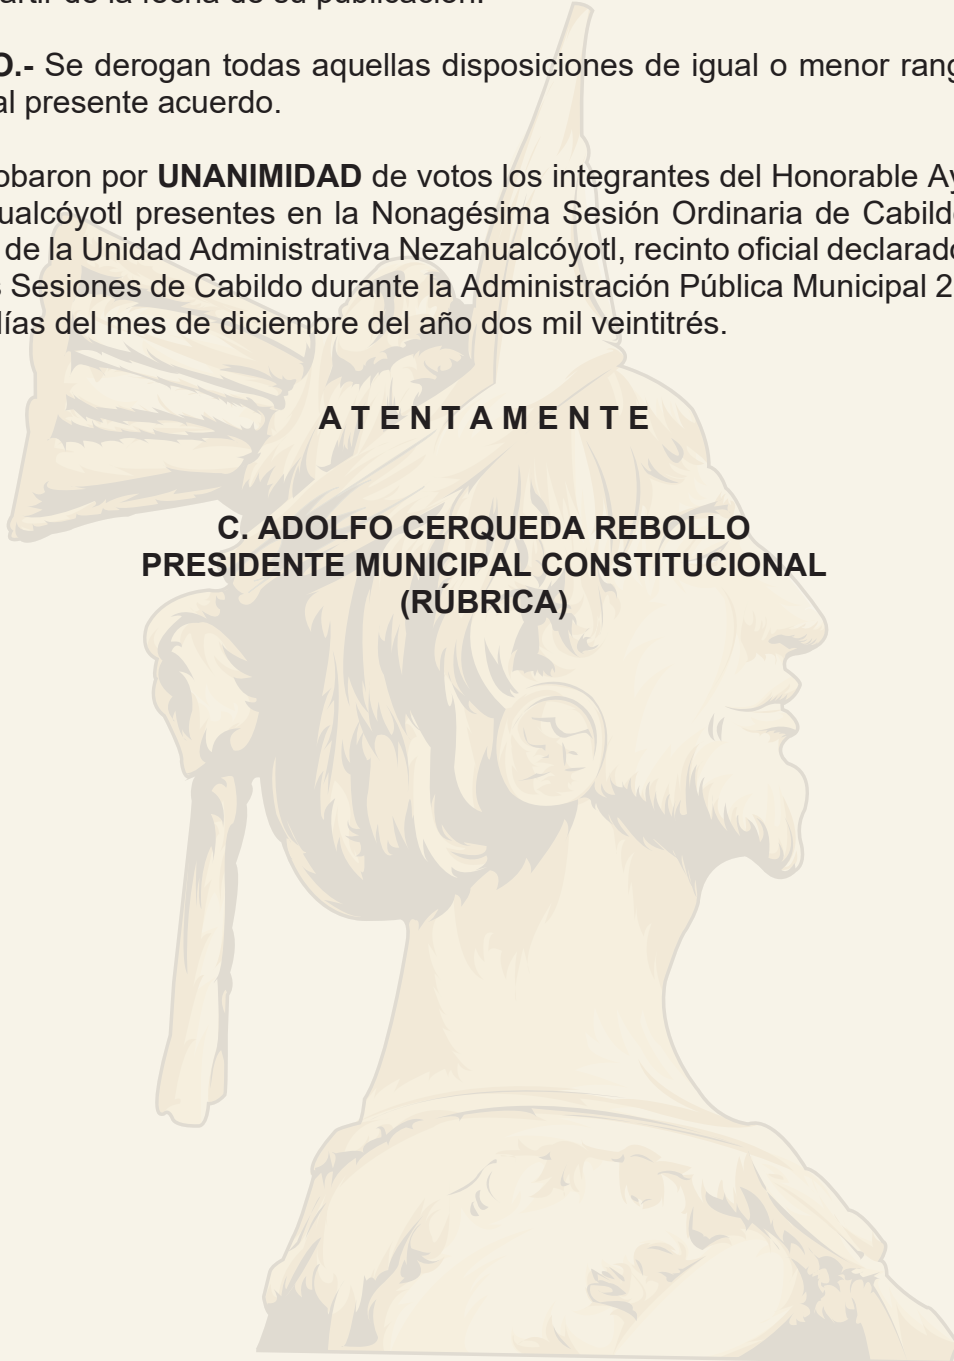 artir de la fecha de su publicación.
O.- Se derogan todas aquellas disposiciones de igual o menor rang
al presente acuerdo.
obaron por UNANIMIDAD de votos los integrantes del Honorable Ay
ualcóyotl presentes en la Nonagésima Sesión Ordinaria de Cabild
de la Unidad Administrativa Nezahualcóyotl, recinto oficial declarado
s Sesiones de Cabildo durante la Administración Pública Municipal 2
días del mes de diciembre del año dos mil veintitrés.
A T E N T A M E N T E
C. ADOLFO CERQUEDA REBOLLO
PRESIDENTE MUNICIPAL CONSTITUCIONAL
(RÚBRICA)